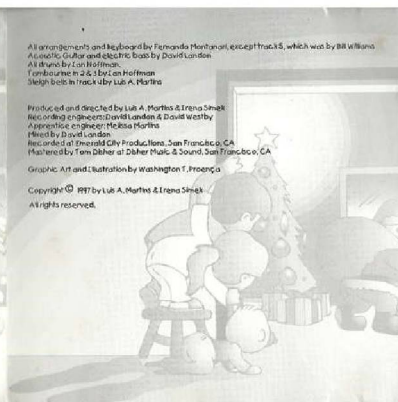 All arrangements and keyboard by Fernando Montanari, except track 8, which was by Bill Williams
Acoustic Guitar and electric bass by David Landon
All drums by Ian Hoffman.
Tambourine in 2 & 3 by Ian Hoffman
Sleigh bells in track 4 by Luis A. Martins
Produced and directed by Luis A. Martins & Irena Simek
Recording engineers: David Landon & David Westby
Apprentice engineer: Melissa Martins
Mixed by David Landon
Recorded at Emerald City Productions, San Francisco, CA
Mastered by Tom Disher at Disher Music & Sound, San Francisco, CA
Graphic Art and Illustration by Washington T. Proença
Copyright © 1997 by Luis A. Martins & Irena Simek
All rights reserved.